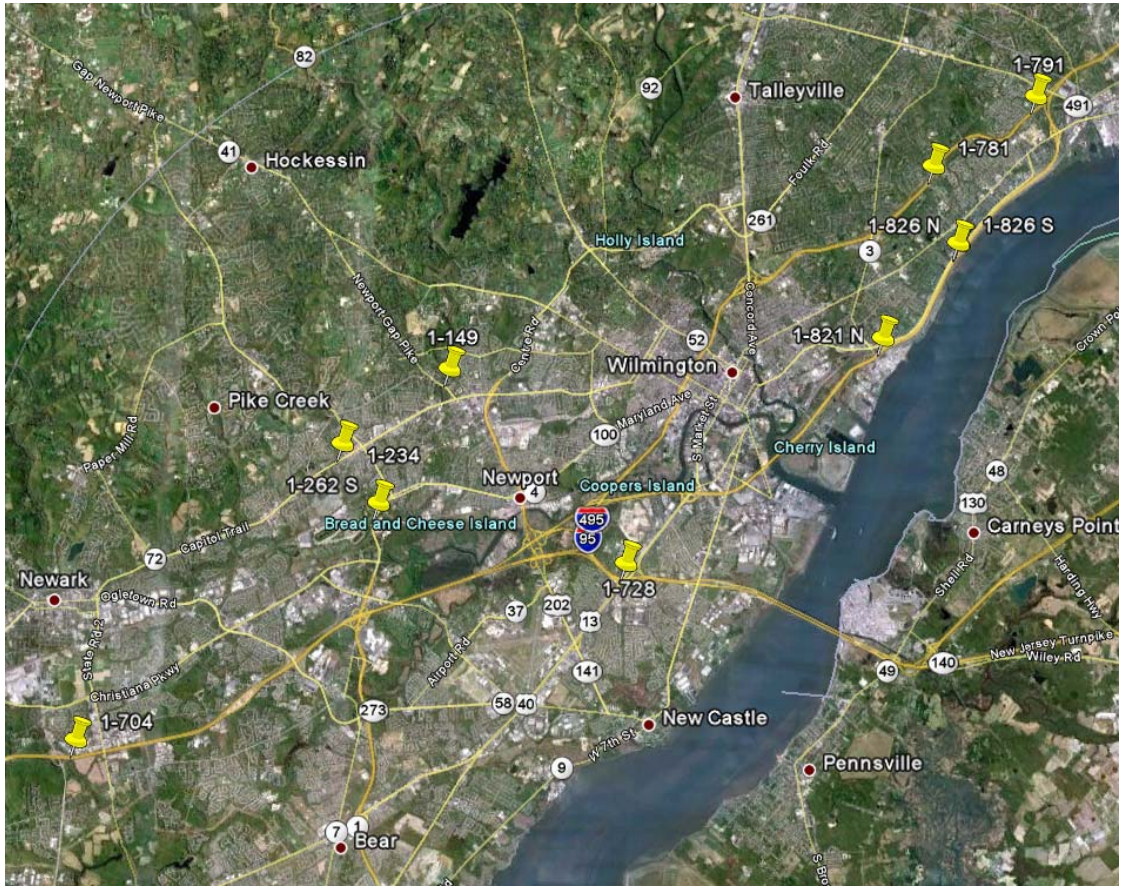 82
92
Talleyville
1-791
491
Gap Newport Pike
41
Hockessin
Foulk Rd
1-781
261
1-826 N
1-826 S
Holly Island
3
Newport Gap Pike
Concord Ave
Crown Po
1-149
Center Rd
52
1-821 N
Wilmington
Pike Creek
Maryland Ave
S Market St
Paper Mill Rd
100
1-234
Cherry Island
1-262 S
Newport
4
Coopers Island
48
130
Bread and Cheese Island
495
95
Carneys Point
Capitol Trail
72
Newark
Ogletown Rd
1-728
Shell Rd
Harding Hwy
37
202
13
State Rd 2
Airport Rd
141
49
140
New Jersey Turnpike
Wiley Rd
Christiana Pkwy
1-704
273
58
40
New Castle
W 7th St
9
Pennsville
7
1
Bear
S Bro